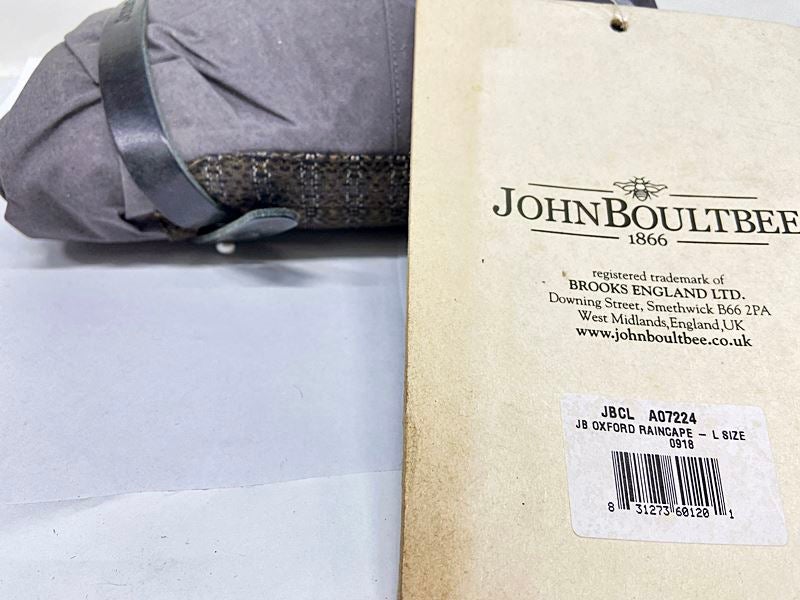 JOHNBOULTBEE
1866
registered trademark of
BROOKS ENGLAND LTD.
Downing Street, Smethwick B66 2PA
West Midlands,England,UK
www.johnboultbee.co.uk
JBCL A07224
JB OXFORD RAINCAPE – L SIZE
0918
8 31273 60120 1